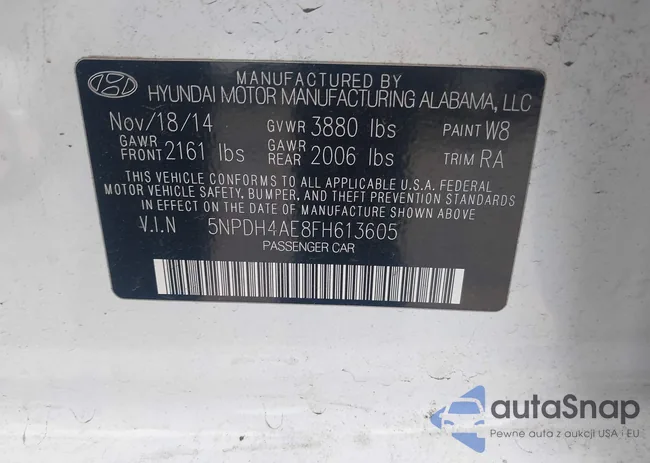 MANUFACTURED BY
HYUNDAI MOTOR MANUFACTURING ALABAMA, LLC
Nov/18/14 GVWR 3880 lbs PAINT W8
GAWR FRONT 2161 lbs GAWR REAR 2006 lbs TRIM RA
THIS VEHICLE CONFORMS TO ALL APPLICABLE U.S.A. FEDERAL
MOTOR VEHICLE SAFETY, BUMPER, AND THEFT PREVENTION STANDARDS
IN EFFECT ON THE DATE OF MANUFACTURE SHOWN ABOVE
V.I.N 5NPDH4AE8FH613605
PASSENGER CAR
autaSnap
Pewne auta z aukcji USA i EU